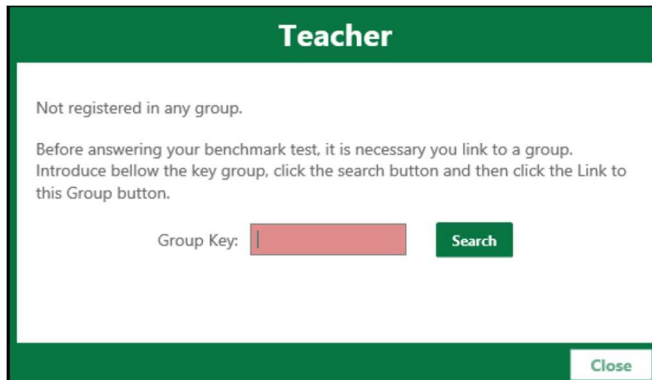 Teacher
Not registered in any group.
Before answering your benchmark test, it is necessary you link to a group.
Introduce bellow the key group, click the search button and then click the Link to
this Group button.
Group Key:
Search
Close